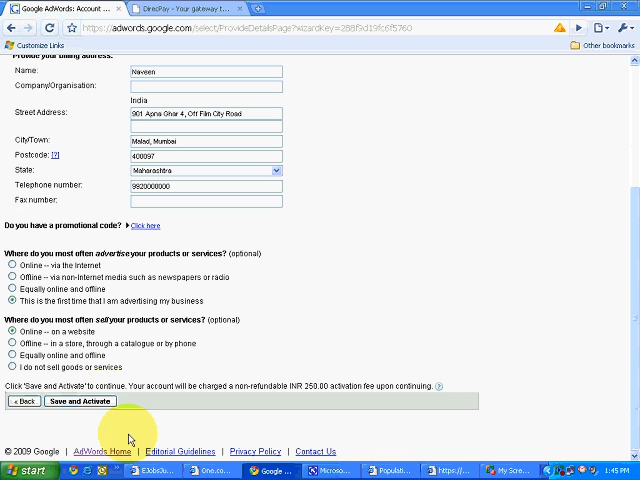 Google AdWords: Account ...
DirecPay - Your gateway t...
https://adwords.google.com/select/ProvideDetailsPage?wizardKey=288f9d19fc6f5760
Customize Links
Other bookmarks
Provide your billing address.
Name: Naveen
Company/Organisation:
India
Street Address: 901 Apna Ghar 4, Off Film City Road
City/Town: Malad, Mumbai
Postcode: [?] 400097
State: Maharashtra
Telephone number: 9920000000
Fax number:
Do you have a promotional code? Click here
Where do you most often advertise your products or services? (optional)
Online -- via the Internet
Offline -- via non-Internet media such as newspapers or radio
Equally online and offline
This is the first time that I am advertising my business
Where do you most often sell your products or services? (optional)
Online -- on a website
Offline -- in a store, through a catalogue or by phone
Equally online and offline
I do not sell goods or services
Click 'Save and Activate' to continue. Your account will be charged a non-refundable INR 250.00 activation fee upon continuing. ?
« Back Save and Activate
© 2009 Google | AdWords Home | Editorial Guidelines | Privacy Policy | Contact Us
start
EJobsJu...
One.co...
Google ...
Microso...
Populati...
https:/...
My Scre...
1:45 PM